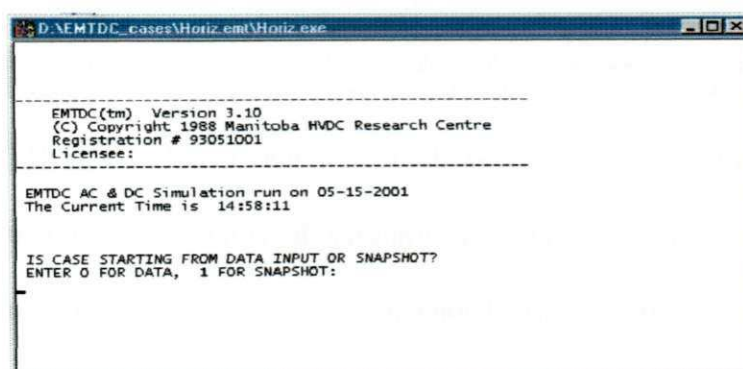 D:\EMTDC_cases\Horiz.emt\Horiz.exe
EMTDC(tm) Version 3.10
(C) Copyright 1988 Manitoba HVDC Research Centre
Registration # 93051001
Licensee:
EMTDC AC & DC Simulation run on 05-15-2001
The Current Time is 14:58:11
IS CASE STARTING FROM DATA INPUT OR SNAPSHOT?
ENTER 0 FOR DATA, 1 FOR SNAPSHOT: